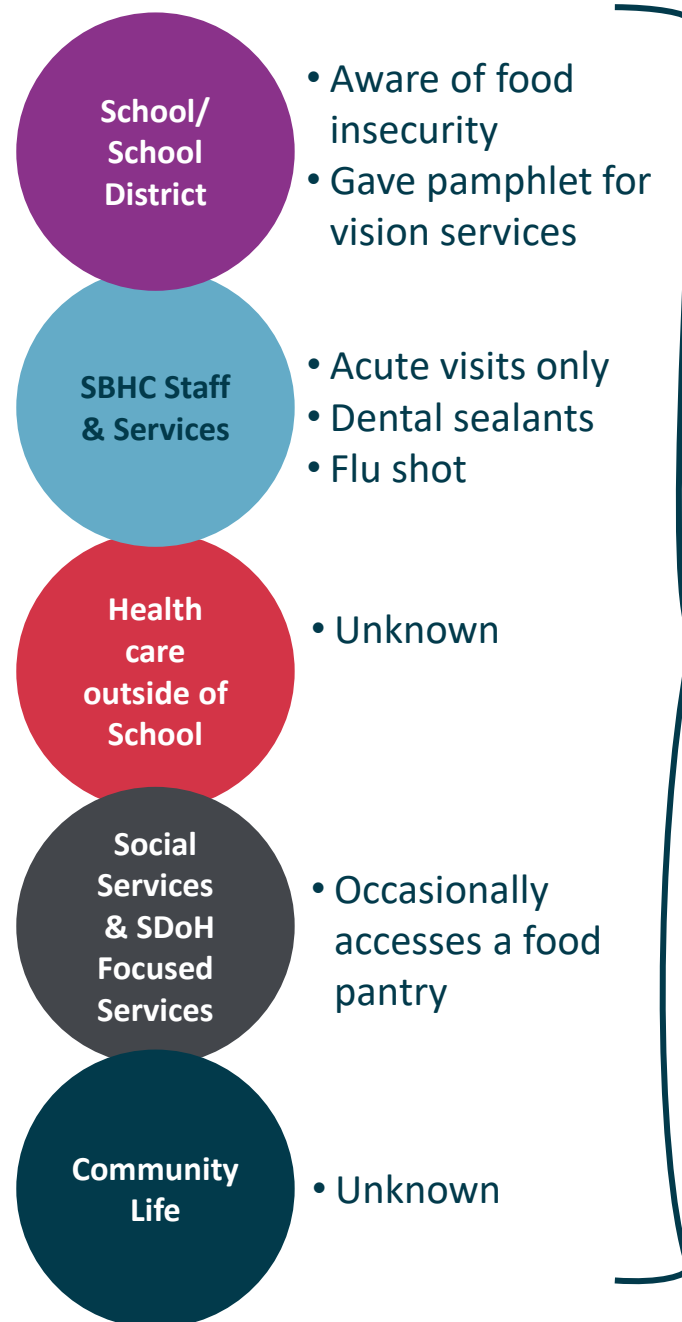 School/
School
District
• Aware of food
insecurity
• Gave pamphlet for
vision services
SBHC Staff
& Services
• Acute visits only
• Dental sealants
• Flu shot
Health
care
outside of
School
• Unknown
Social
Services
& SDoH
Focused
Services
• Occasionally
accesses a food
pantry
Community
Life
• Unknown